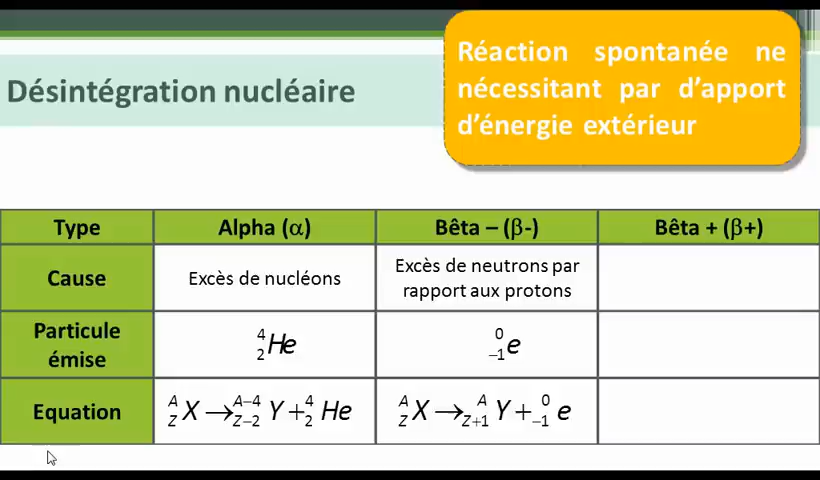 Réaction spontanée ne
nécessitant par d'apport
d'énergie extérieur
Désintégration nucléaire
Type Alpha (α) Bêta – (β-) Bêta + (β+)
Cause Excès de nucléons Excès de neutrons par
rapport aux protons
Particule
émise ⁴₂He ⁰₋₁e
Equation ᴬ_Z X → ᴬ⁻⁴_Z₋₂ Y + ⁴₂ He ᴬ_Z X → ᴬ_Z₊₁ Y + ⁰₋₁ e